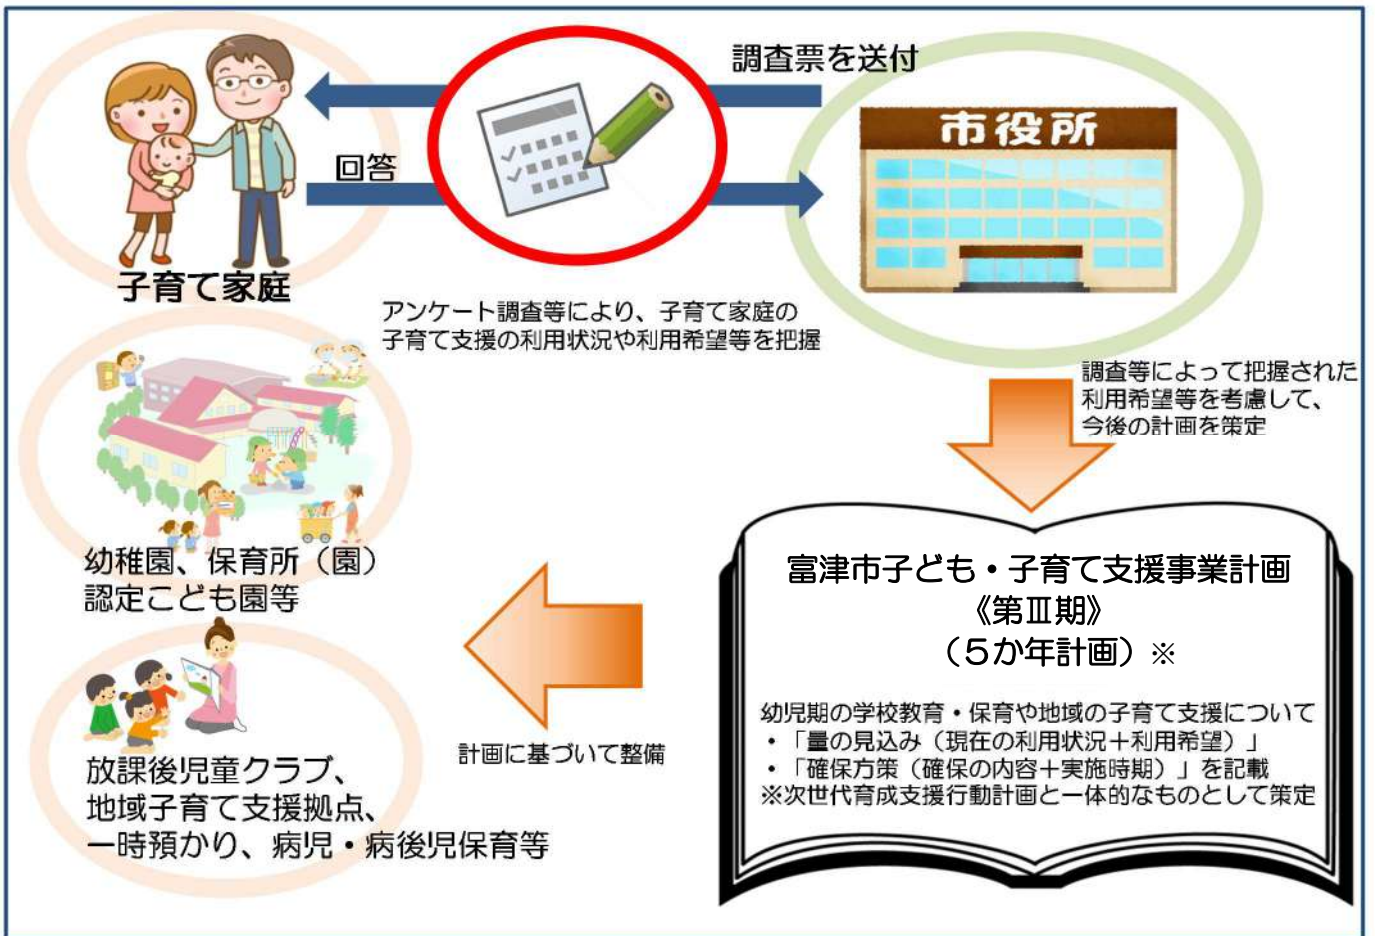 調査票を送付
市役所
回答
子育て家庭
アンケート調査等により、子育て家庭の
子育て支援の利用状況や利用希望等を把握
調査等によって把握された
利用希望等を考慮して、
今後の計画を策定
富津市子ども・子育て支援事業計画
《第Ⅲ期》
（５か年計画）※
幼児期の学校教育・保育や地域の子育て支援について
・「量の見込み（現在の利用状況＋利用希望）」
・「確保方策（確保の内容＋実施時期）」を記載
※次世代育成支援行動計画と一体的なものとして策定
計画に基づいて整備
幼稚園、保育所（園）
認定こども園等
放課後児童クラブ、
地域子育て支援拠点、
一時預かり、病児・病後児保育等